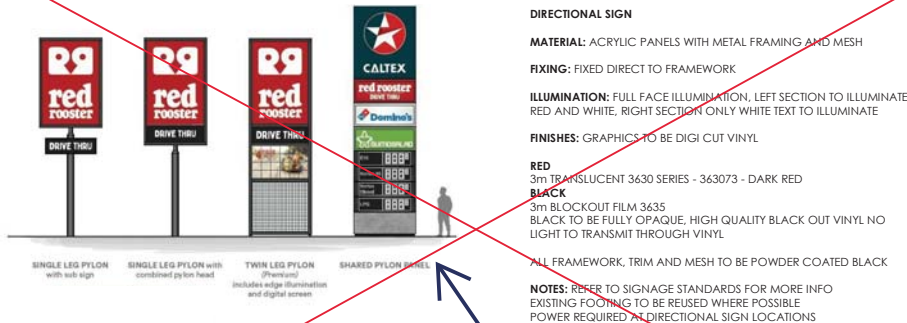 red
rooster
DRIVE THRU
red
rooster
DRIVE THRU
red
rooster
DRIVE THRU
CALTEX
red rooster
DRIVE THRU
Domino's
SUMOSALAD
SINGLE LEG PYLON
with sub sign
SINGLE LEG PYLON with
combined pylon head
TWIN LEG PYLON
(Premium)
includes edge illumination
and digital screen
SHARED PYLON PANEL
DIRECTIONAL SIGN
MATERIAL: ACRYLIC PANELS WITH METAL FRAMING AND MESH
FIXING: FIXED DIRECT TO FRAMEWORK
ILLUMINATION: FULL FACE ILLUMINATION, LEFT SECTION TO ILLUMINATE
RED AND WHITE, RIGHT SECTION ONLY WHITE TEXT TO ILLUMINATE
FINISHES: GRAPHICS TO BE DIGI CUT VINYL
RED
3m TRANSLUCENT 3630 SERIES - 363073 - DARK RED
BLACK
3m BLOCKOUT FILM 3635
BLACK TO BE FULLY OPAQUE, HIGH QUALITY BLACK OUT VINYL NO
LIGHT TO TRANSMIT THROUGH VINYL
ALL FRAMEWORK, TRIM AND MESH TO BE POWDER COATED BLACK
NOTES: REFER TO SIGNAGE STANDARDS FOR MORE INFO
EXISTING FOOTING TO BE REUSED WHERE POSSIBLE
POWER REQUIRED AT DIRECTIONAL SIGN LOCATIONS